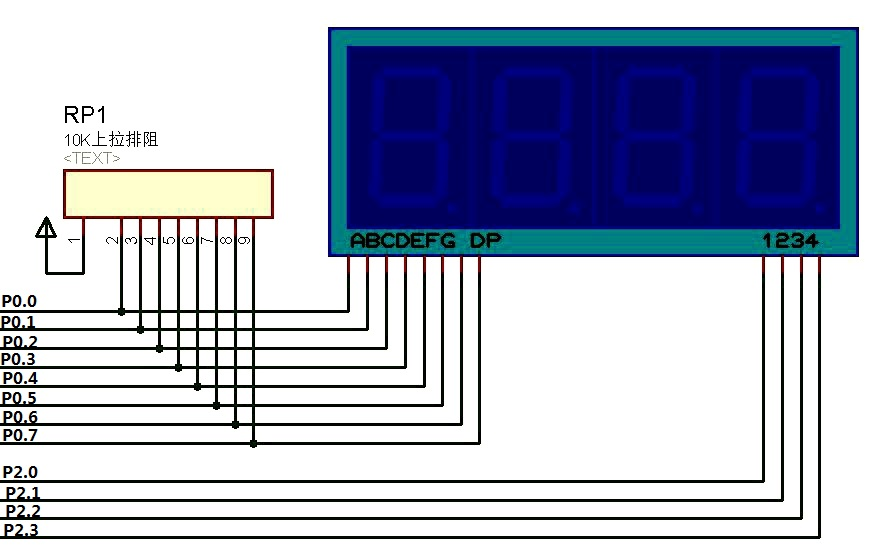 RP1
10K上拉排阻
<TEXT>
1 2 3 4 5 6 7 8 9
ABCDEFG DP
1234
P0.0
P0.1
P0.2
P0.3
P0.4
P0.5
P0.6
P0.7
P2.0
P2.1
P2.2
P2.3